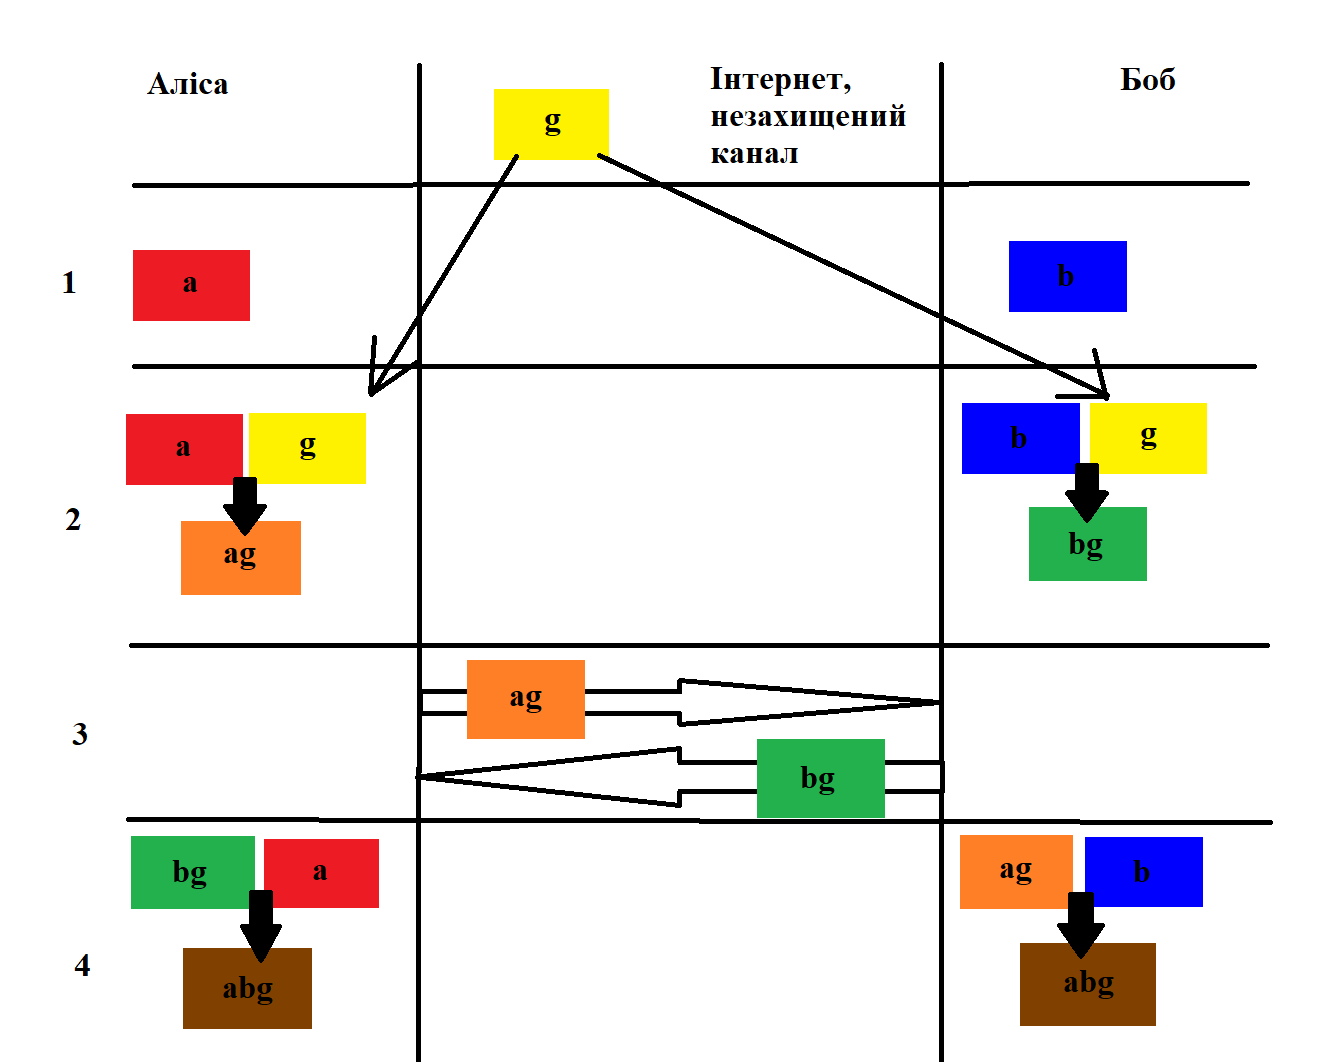 Аліса
g
Інтернет,
незахищений
канал
Боб
1
a
b
a
g
b
g
2
ag
bg
3
ag
bg
bg
a
ag
b
4
abg
abg